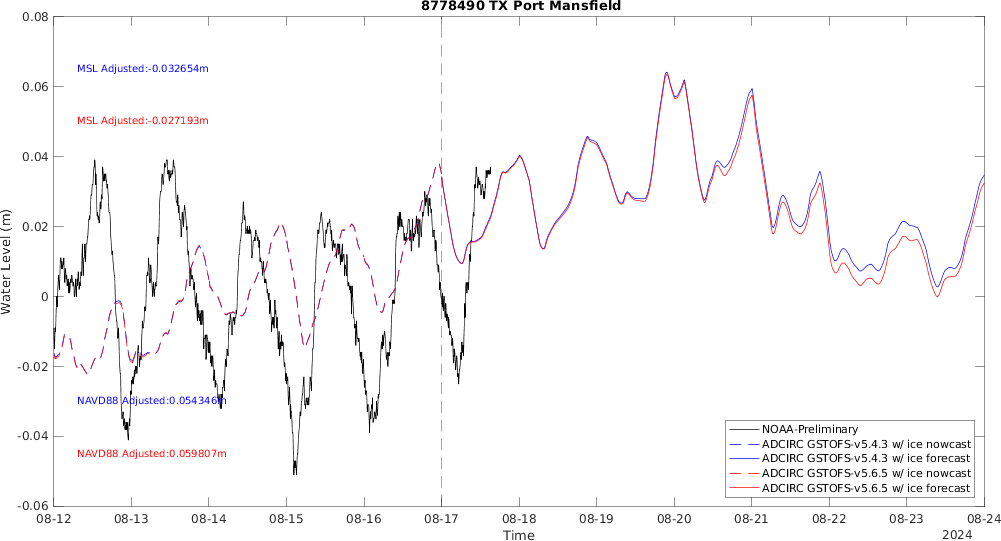 8778490 TX Port Mansfield
0.08
0.06
0.04
0.02
0
-0.02
-0.04
-0.06
Water Level (m)
MSL Adjusted:-0.032654m
MSL Adjusted:-0.027193m
NAVD88 Adjusted:0.054346m
NAVD88 Adjusted:0.059807m
NOAA-Preliminary
ADCIRC GSTOFS-v5.4.3 w/ ice nowcast
ADCIRC GSTOFS-v5.4.3 w/ ice forecast
ADCIRC GSTOFS-v5.6.5 w/ ice nowcast
ADCIRC GSTOFS-v5.6.5 w/ ice forecast
08-12 08-13 08-14 08-15 08-16 08-17 08-18 08-19 08-20 08-21 08-22 08-23 08-24
Time
2024